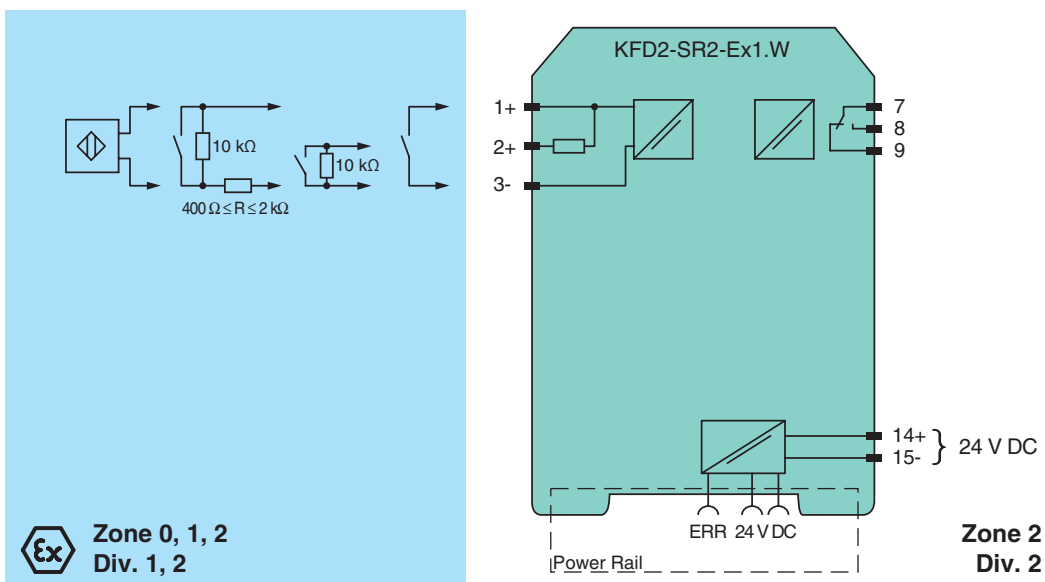 KFD2-SR2-Ex1.W
1+
2+
3-
7
8
9
10 kΩ
10 kΩ
400 Ω ≤ R ≤ 2 kΩ
14+
15-
24 V DC
ERR 24 V DC
Power Rail
Ex
Zone 0, 1, 2
Div. 1, 2
Zone 2
Div. 2